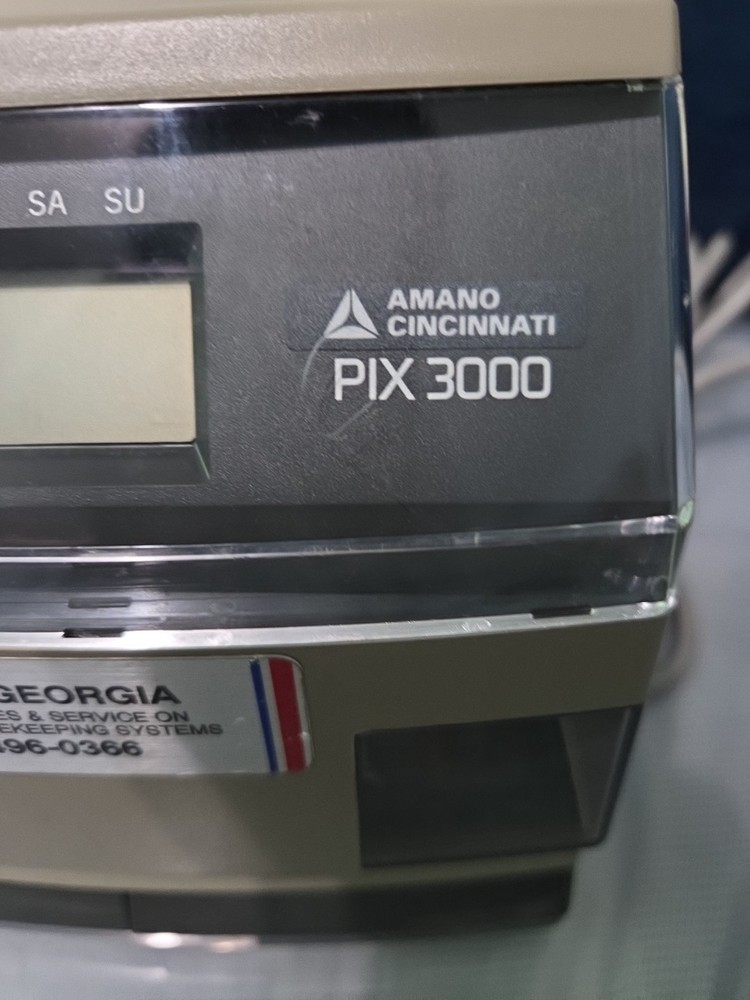 SA SU
AMANO
CINCINNATI
PIX 3000
GEORGIA
ES & SERVICE ON
EKEEPING SYSTEMS
496-0366